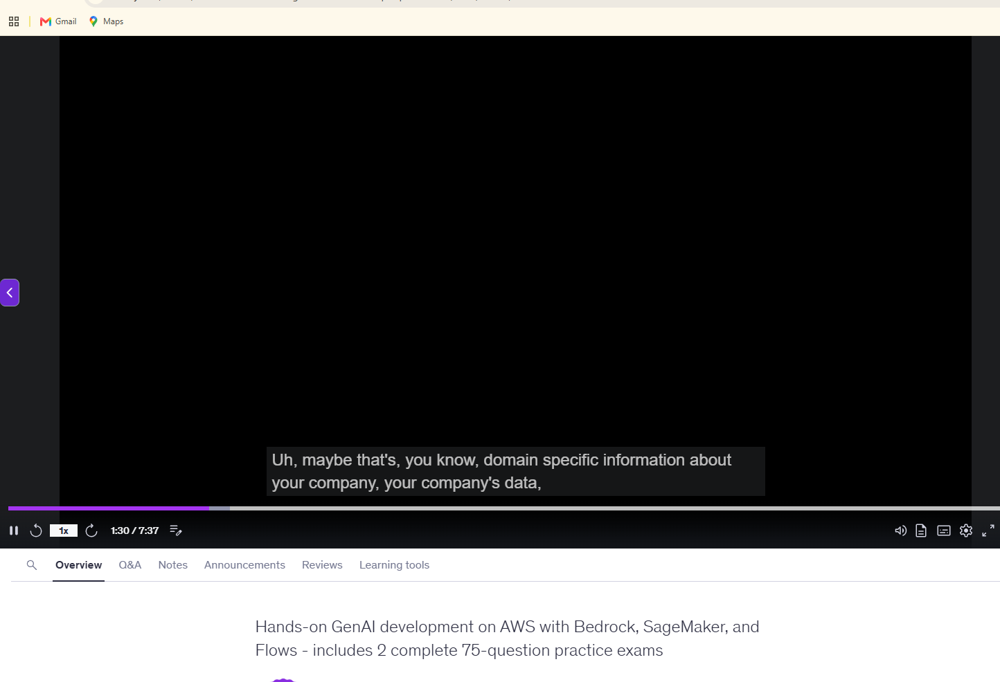 Gmail
Maps
Uh, maybe that's, you know, domain specific information about
your company, your company's data,
1x
1:30 / 7:37
Overview
Q&A
Notes
Announcements
Reviews
Learning tools
Hands-on GenAI development on AWS with Bedrock, SageMaker, and
Flows - includes 2 complete 75-question practice exams